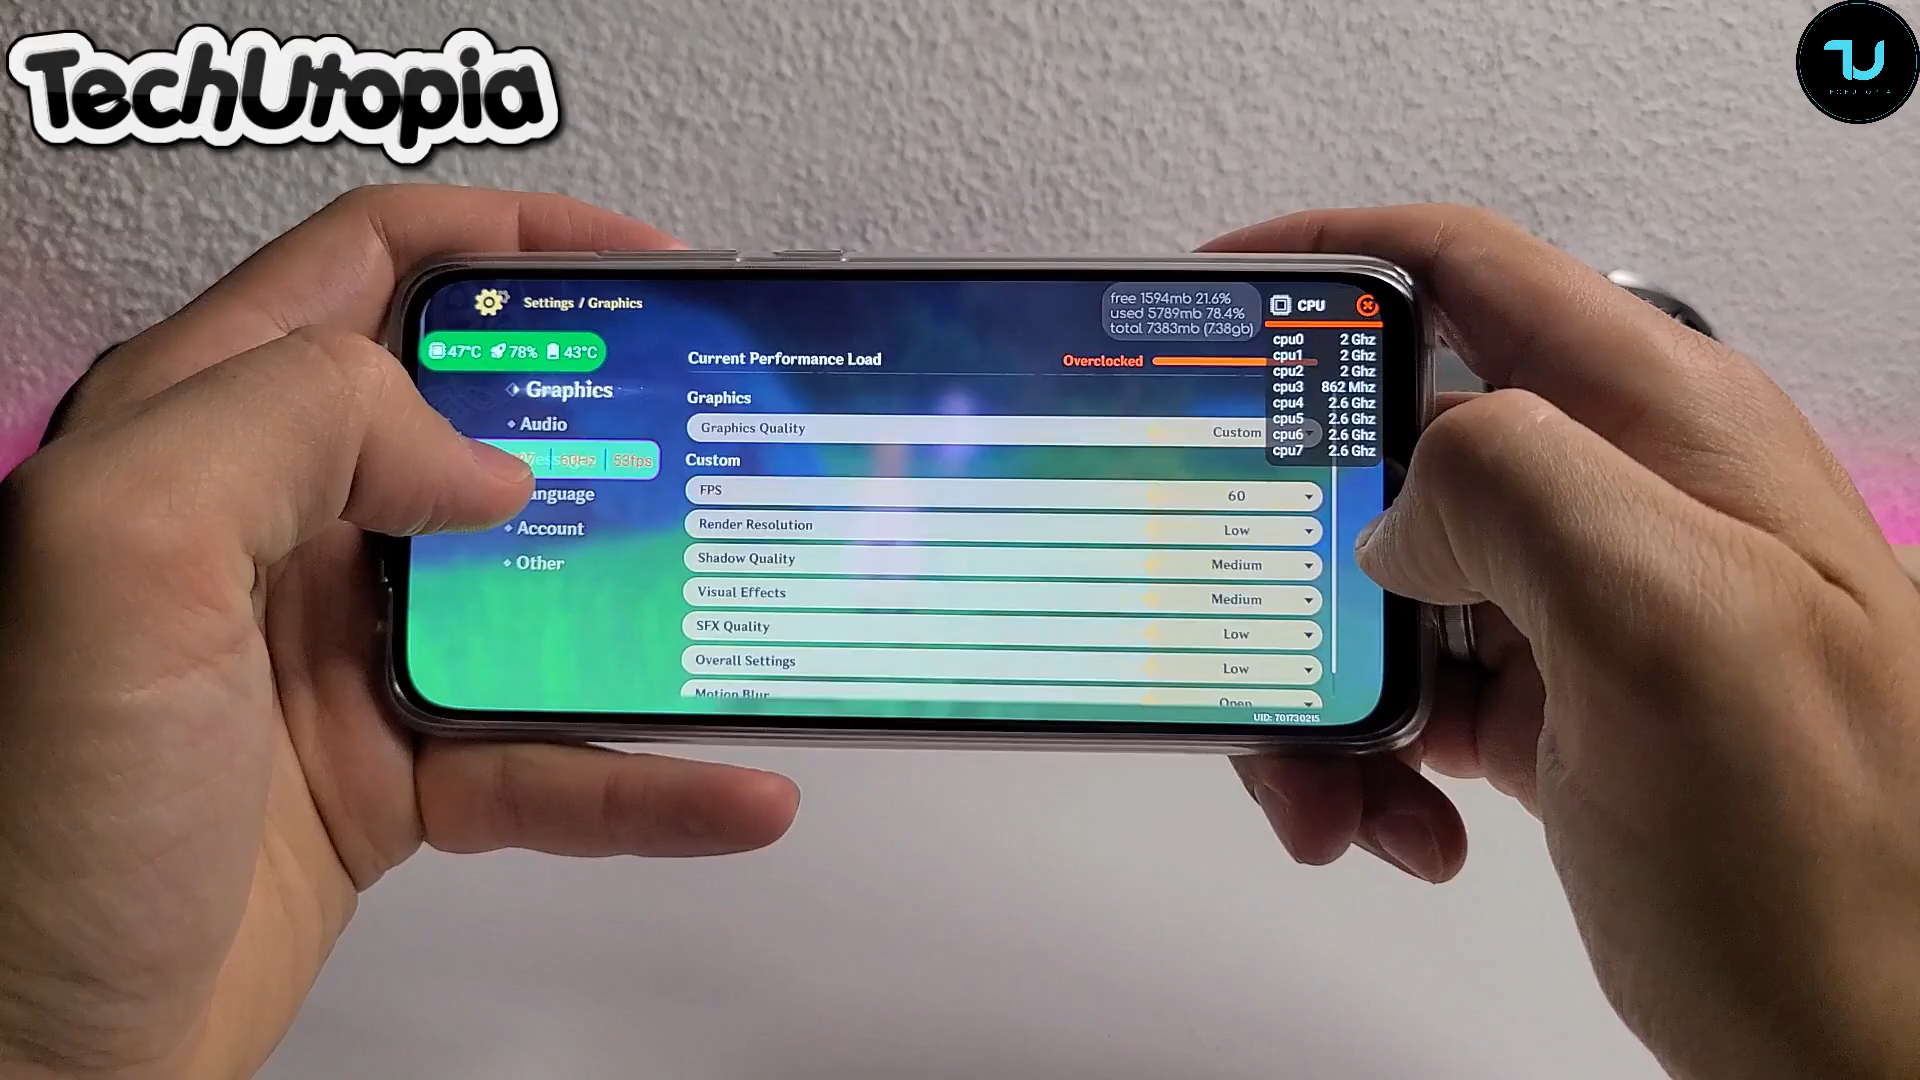 TechUtopia
TU
Settings / Graphics
free 1594mb 21.6%
used 5789mb 78.4%
total 7383mb (7.38gb)
CPU
47°C 78% 43°C
cpu0 2 Ghz
cpu1 2 Ghz
cpu2 2 Ghz
cpu3 862 Mhz
cpu4 2.6 Ghz
cpu5 2.6 Ghz
cpu6 2.6 Ghz
cpu7 2.6 Ghz
Current Performance Load Overclocked
Graphics
Audio
53fps
Account
Other
Graphics
Graphics Quality Custom
Custom
FPS 60
Render Resolution Low
Shadow Quality Medium
Visual Effects Medium
SFX Quality Low
Overall Settings Low
Motion Blur Open
UID: 701730215